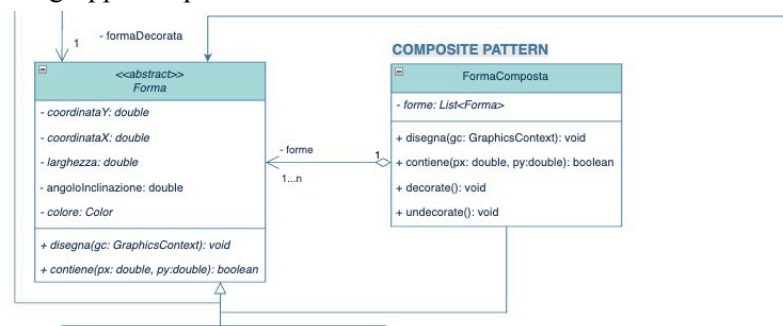 - formaDecorata
1
<<abstract>>
Forma
- coordinataY: double
- coordinataX: double
- larghezza: double
- angoloInclinazione: double
- colore: Color
+ disegna(gc: GraphicsContext): void
+ contiene(px: double, py:double): boolean
- forme
1...n
1
COMPOSITE PATTERN
FormaComposta
- forme: List<Forma>
+ disegna(gc: GraphicsContext): void
+ contiene(px: double, py:double): boolean
+ decorate(): void
+ undecorate(): void